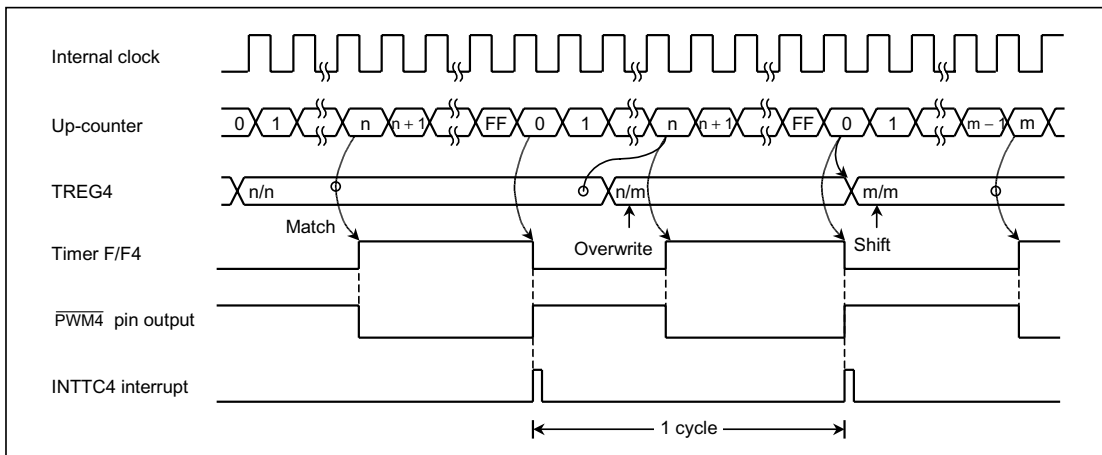 Internal clock
Up-counter 0 1 n n + 1 FF 0 1 n n + 1 FF 0 1 m − 1 m
TREG4 n/n n/m m/m
Match Overwrite Shift
Timer F/F4
PWM4 pin output
INTTC4 interrupt
1 cycle